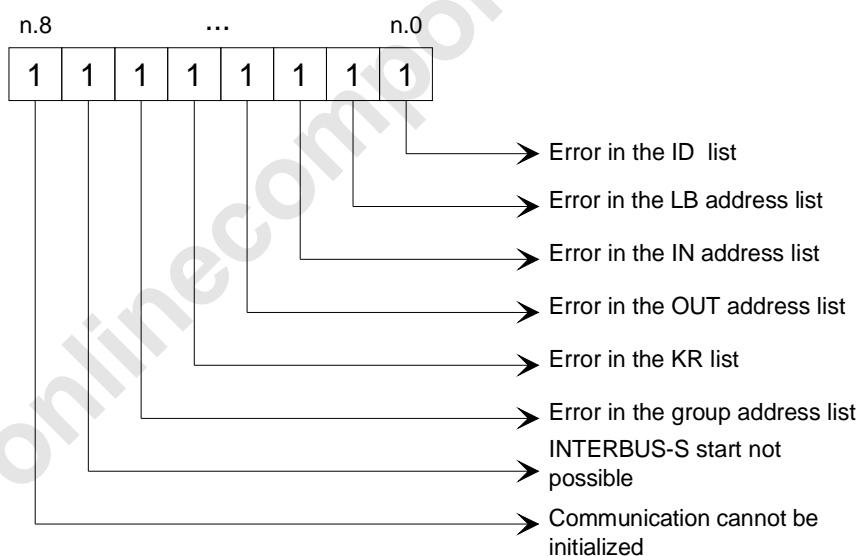 n.8 ... n.0
1 1 1 1 1 1 1 1
Error in the ID list
Error in the LB address list
Error in the IN address list
Error in the OUT address list
Error in the KR list
Error in the group address list
INTERBUS-S start not
possible
Communication cannot be
initialized
onlinecompon